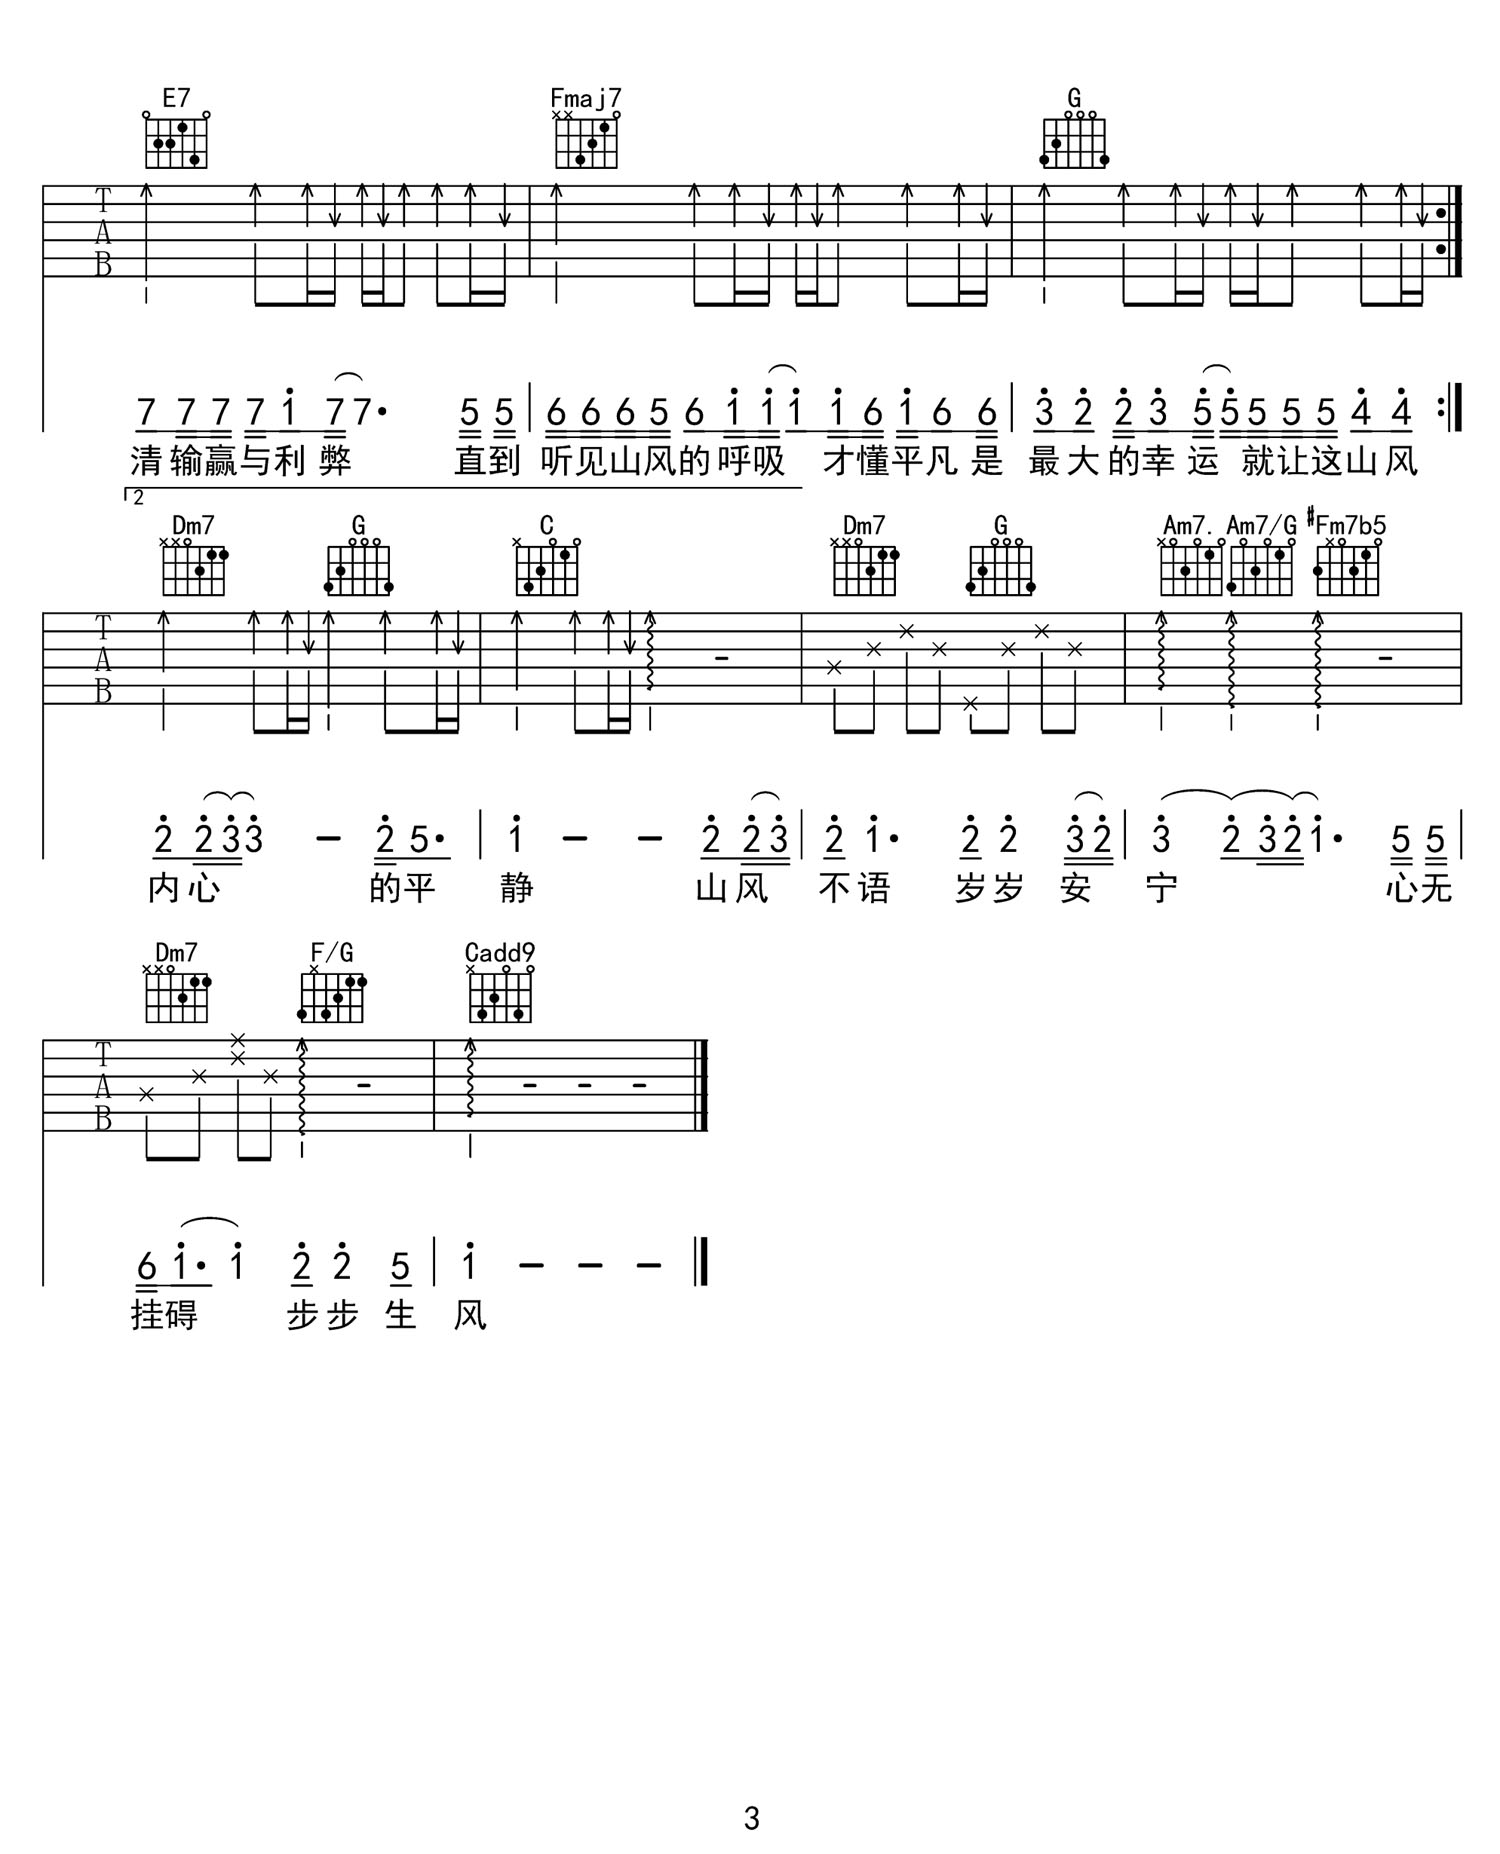 E7 Fmaj7 G
T
A
B
7 7 7 7 1 7 7· 5 5 6 6 6 5 6 1 1 1 1 6 1 6 6 3 2 2 3 5 5 5 5 5 4 4
清输赢与利弊 直到 听见山风的呼吸 才懂平凡是 最大的幸运 就让这山风
2
Dm7 G C Dm7 G Am7. Am7/G #Fm7b5
T
A
B
2 2 3 3 – 2 5· 1 – – 2 2 3 2 1· 2 2 3 2 3 2 3 2 1· 5 5
内心 的平 静 山风 不语 岁岁 安 宁 心无
Dm7 F/G Cadd9
T
A
B
6 1· 1 2 2 5 1 – – –
挂碍 步步 生 风
3